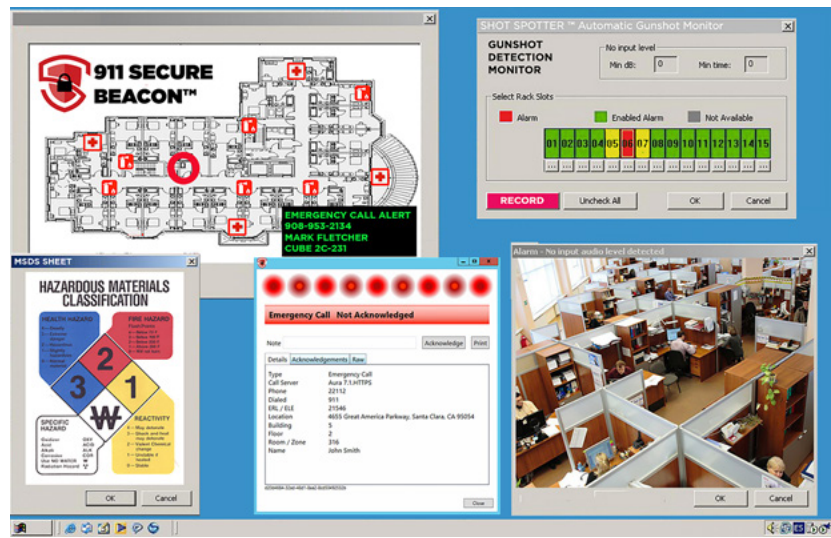 911 SECURE
BEACON™
EMERGENCY CALL ALERT
908-953-2134
MARK FLETCHER
CUBE 2C-231
SHOT SPOTTER ™ Automatic Gunshot Monitor
GUNSHOT
DETECTION
MONITOR
No input level
Min dB: 0 Min time: 0
Select Rack Slots
Alarm Enabled Alarm Not Available
01 02 03 04 05 06 07 08 09 10 11 12 13 14 15
RECORD Uncheck All OK Cancel
MSDS SHEET
HAZARDOUS MATERIALS
CLASSIFICATION
HEALTH HAZARD
FIRE HAZARD
2
3 1
W
SPECIFIC
HAZARD
REACTIVITY
OK Cancel
Emergency Call Not Acknowledged
Note Acknowledge Print
Details Acknowledgements Raw
Type Emergency Call
Call Server Aura 7.1.HTTPS
Phone 22112
Dialed 911
ERL / ELE 21546
Location 4655 Great America Parkway, Santa Clara, CA 95054
Building 5
Floor 2
Room / Zone 316
Name John Smith
Close
Alarm - No input audio level detected
OK Cancel
ES